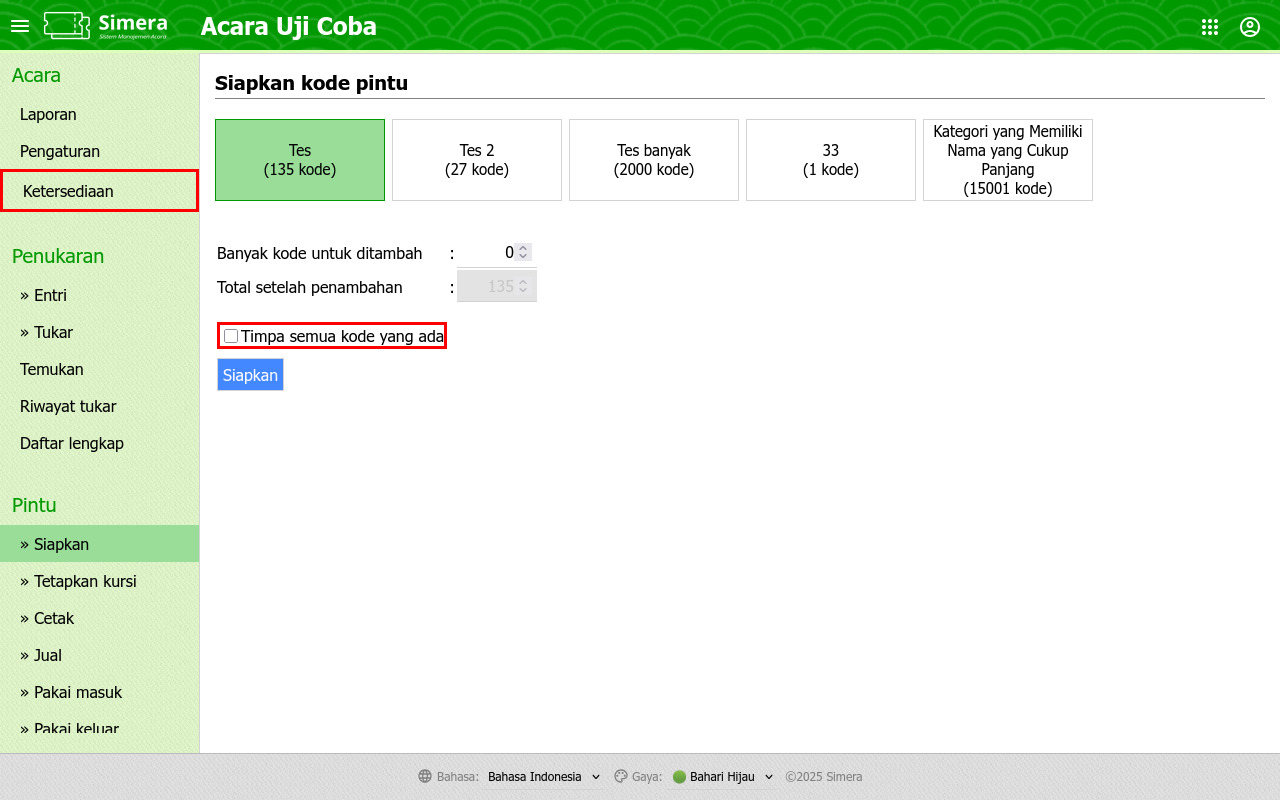 Simera
Sistem Manajemen Acara
Acara Uji Coba
Acara
Laporan
Pengaturan
Ketersediaan
Penukaran
» Entri
» Tukar
Temukan
Riwayat tukar
Daftar lengkap
Pintu
» Siapkan
» Tetapkan kursi
» Cetak
» Jual
» Pakai masuk
» Pakai keluar
Siapkan kode pintu
Tes
(135 kode)
Tes 2
(27 kode)
Tes banyak
(2000 kode)
33
(1 kode)
Kategori yang Memiliki
Nama yang Cukup
Panjang
(15001 kode)
Banyak kode untuk ditambah : 0
Total setelah penambahan : 135
Timpa semua kode yang ada
Siapkan
Bahasa: Bahasa Indonesia Gaya: Bahari Hijau ©2025 Simera